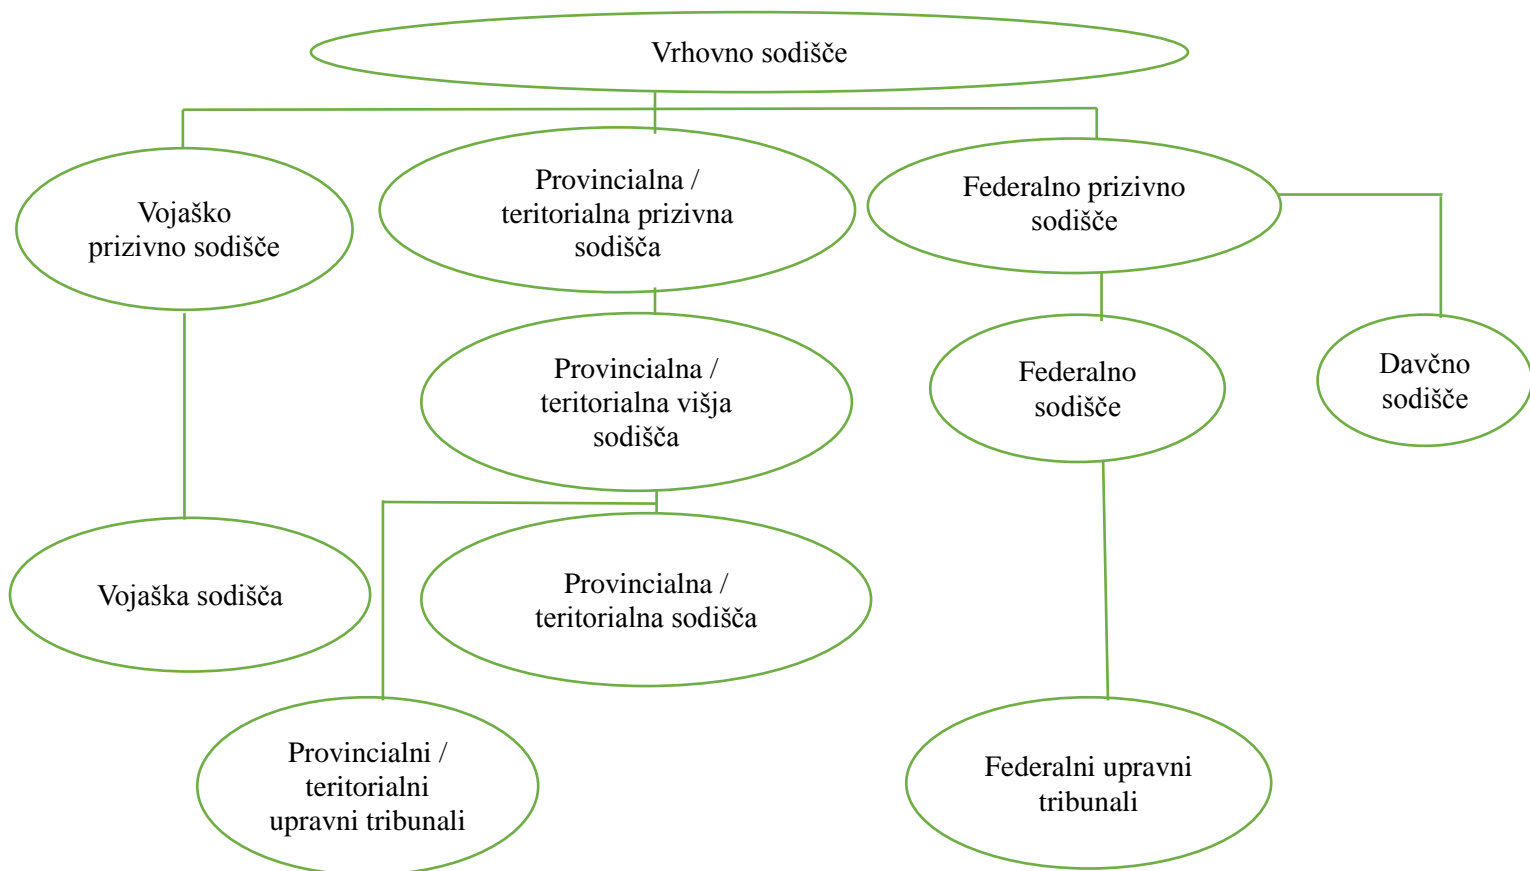 Vrhovno sodišče
Vojaško
prizivno sodišče
Provincialna /
teritorialna prizivna
sodišča
Federalno prizivno
sodišče
Provincialna /
teritorialna višja
sodišča
Federalno
sodišče
Davčno
sodišče
Vojaška sodišča
Provincialna /
teritorialna sodišča
Provincialni /
teritorialni
upravni tribunali
Federalni upravni
tribunali